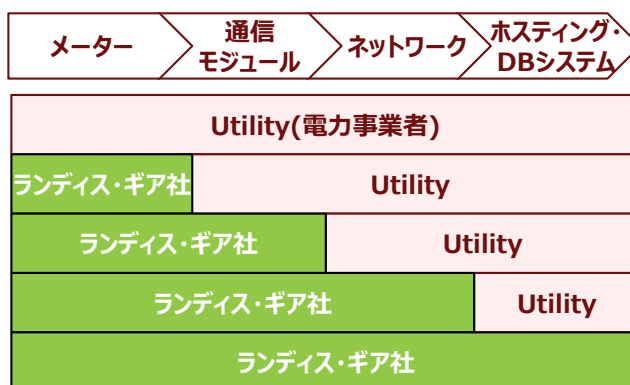 メーター
通信
モジュール
ネットワーク
ホスティング・
DBシステム
Utility(電力事業者)
ランディス・ギア社
Utility
ランディス・ギア社
Utility
ランディス・ギア社
Utility
ランディス・ギア社